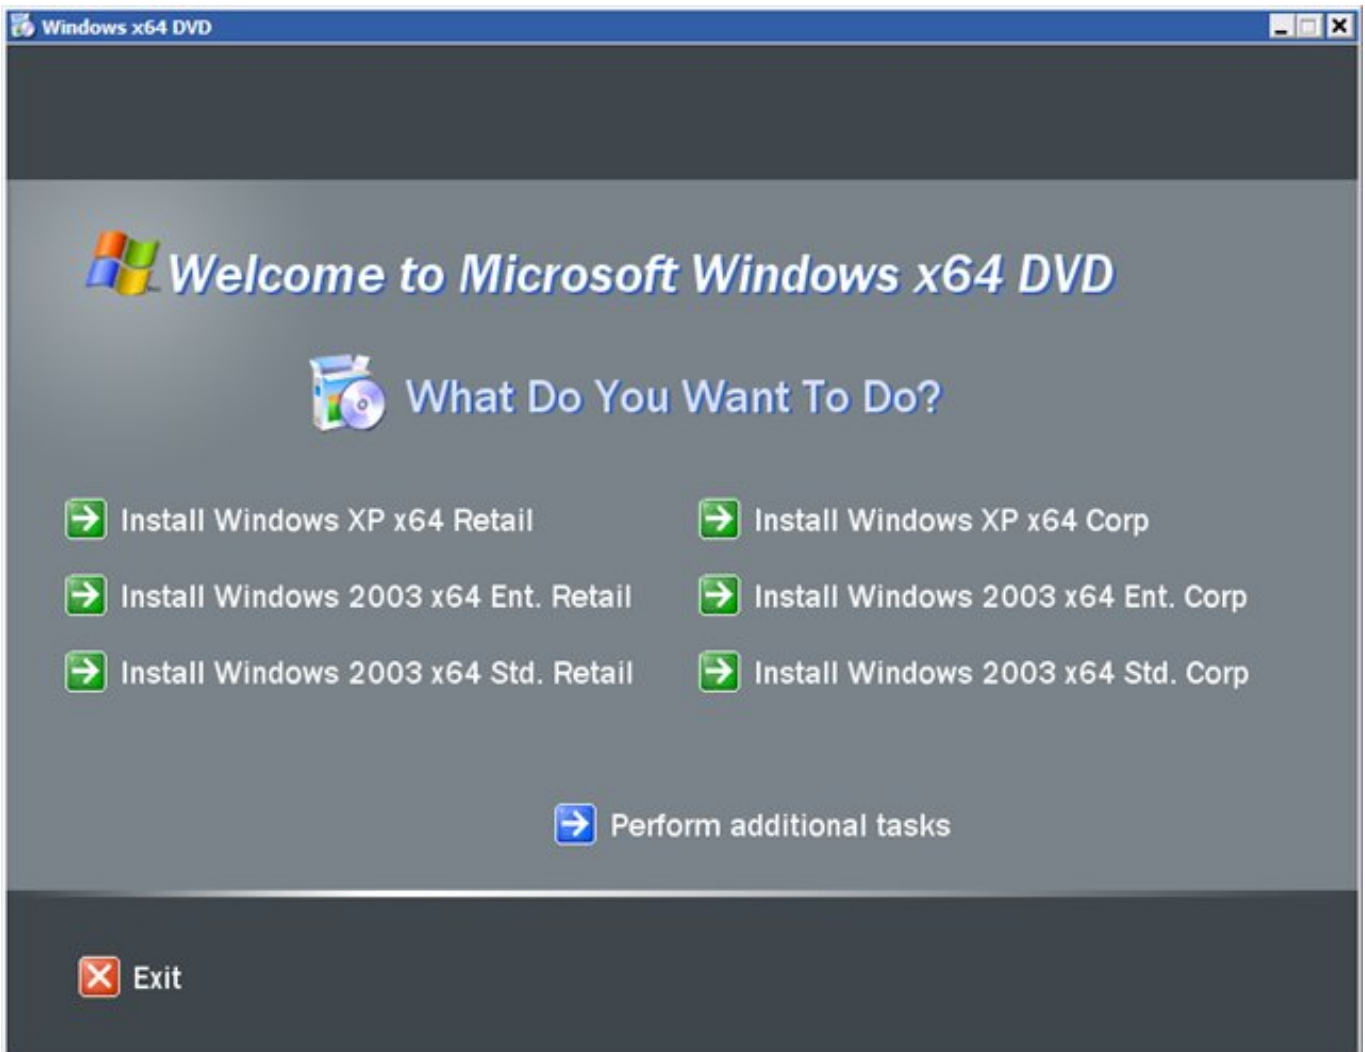 Windows x64 DVD
Welcome to Microsoft Windows x64 DVD
What Do You Want To Do?
Install Windows XP x64 Retail
Install Windows XP x64 Corp
Install Windows 2003 x64 Ent. Retail
Install Windows 2003 x64 Ent. Corp
Install Windows 2003 x64 Std. Retail
Install Windows 2003 x64 Std. Corp
Perform additional tasks
Exit